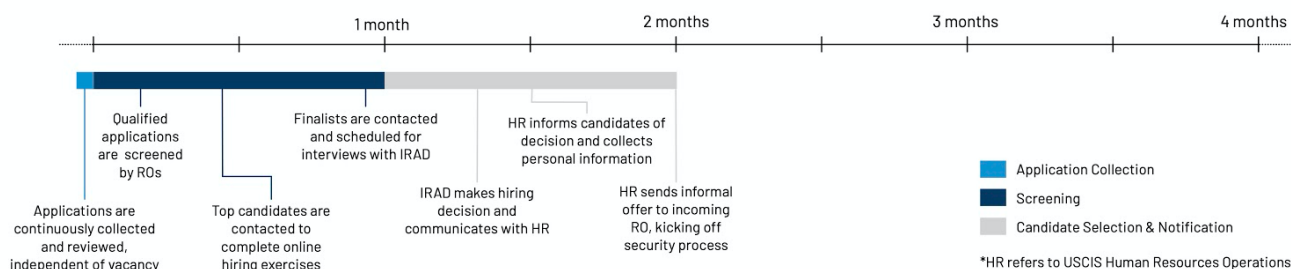 1 month
2 months
3 months
4 months
Qualified
applications
are screened
by ROs
Finalists are contacted
and scheduled for
interviews with IRAD
HR informs candidates of
decision and collects
personal information
Applications are
continuously collected
and reviewed,
independent of vacancy
Top candidates are
contacted to
complete online
hiring exercises
IRAD makes hiring
decision and
communicates with HR
HR sends informal
offer to incoming
RO, kicking off
security process
Application Collection
Screening
Candidate Selection & Notification
*HR refers to USCIS Human Resources Operations